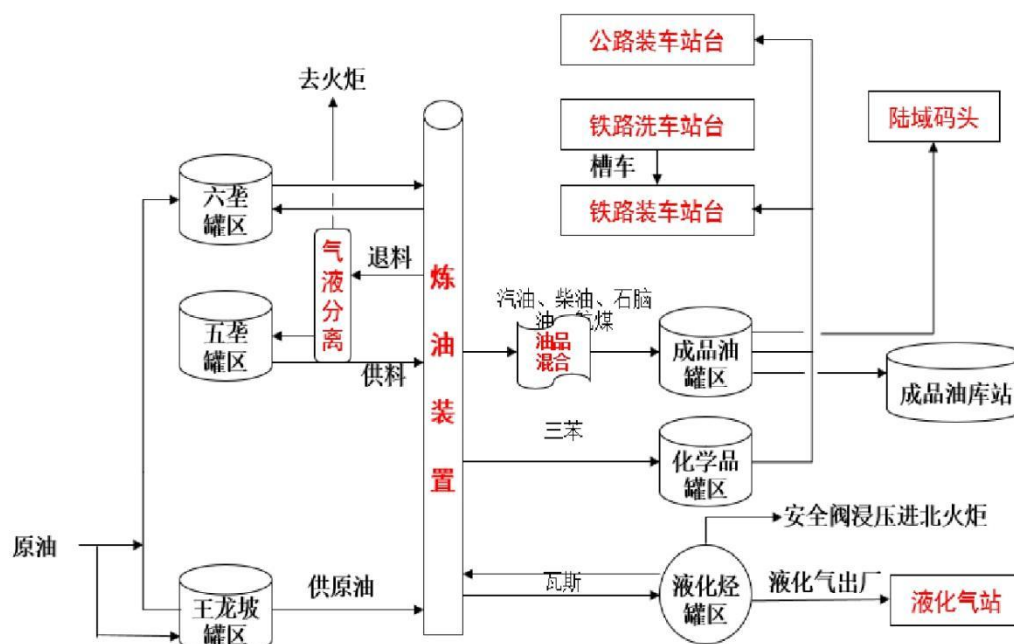 公路装车站台
去火炬
铁路洗车站台
陆域码头
槽车
六垄
罐区
铁路装车站台
气液分离
退料
炼油装置
汽油、柴油、石脑
油、航煤
油品
混合
五垄
罐区
成品油
罐区
供料
成品油库站
三苯
化学品
罐区
安全阀浸压进北火炬
原油
供原油
瓦斯
液化烃
罐区
液化气出厂
液化气站
王龙坡
罐区